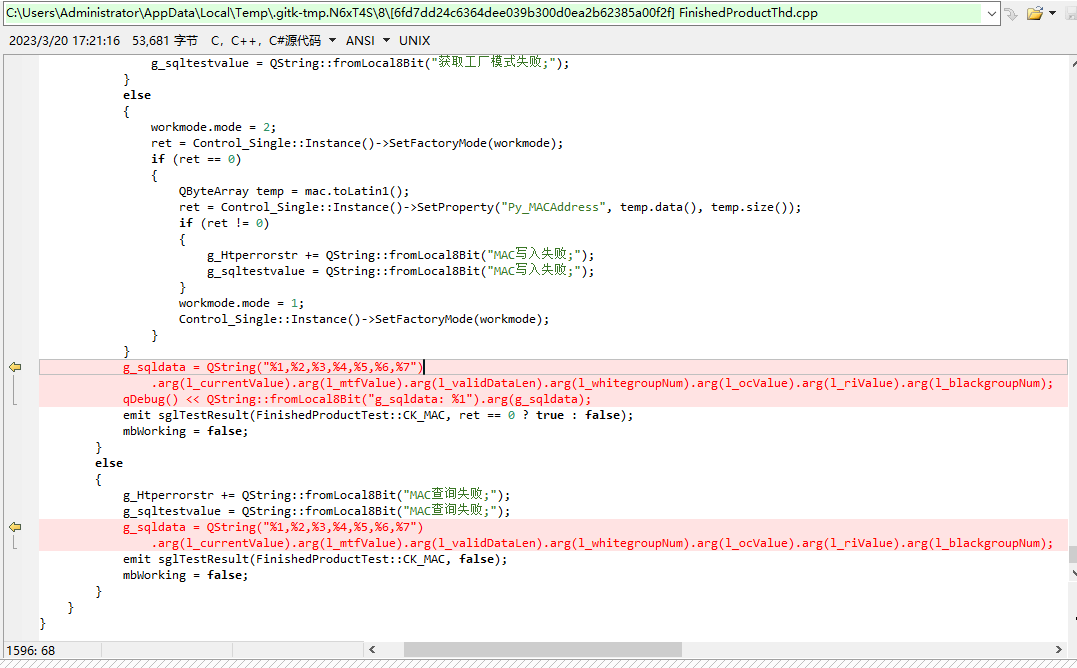 C:\Users\Administrator\AppData\Local\Temp\.gitk-tmp.N6xT4S\8\[6fd7dd24c6364dee039b300d0ea2b62385a00f2f] FinishedProductThd.cpp
2023/3/20 17:21:16 53,681 字节 C，C++，C#源代码 ANSI UNIX
g_sqltestvalue = QString::fromLocal8Bit("获取工厂模式失败;");
}
else
{
workmode.mode = 2;
ret = Control_Single::Instance()->SetFactoryMode(workmode);
if (ret == 0)
{
QByteArray temp = mac.toLatin1();
ret = Control_Single::Instance()->SetProperty("Py_MACAddress", temp.data(), temp.size());
if (ret != 0)
{
g_Htperrorstr += QString::fromLocal8Bit("MAC写入失败;");
g_sqltestvalue = QString::fromLocal8Bit("MAC写入失败;");
}
workmode.mode = 1;
Control_Single::Instance()->SetFactoryMode(workmode);
}
}
g_sqldata = QString("%1,%2,%3,%4,%5,%6,%7")
.arg(l_currentValue).arg(l_mtfValue).arg(l_validDataLen).arg(l_whitegroupNum).arg(l_ocValue).arg(l_riValue).arg(l_blackgroupNum);
qDebug() << QString::fromLocal8Bit("g_sqldata: %1").arg(g_sqldata);
emit sglTestResult(FinishedProductTest::CK_MAC, ret == 0 ? true : false);
mbWorking = false;
}
else
{
g_Htperrorstr += QString::fromLocal8Bit("MAC查询失败;");
g_sqltestvalue = QString::fromLocal8Bit("MAC查询失败;");
g_sqldata = QString("%1,%2,%3,%4,%5,%6,%7")
.arg(l_currentValue).arg(l_mtfValue).arg(l_validDataLen).arg(l_whitegroupNum).arg(l_ocValue).arg(l_riValue).arg(l_blackgroupNum);
emit sglTestResult(FinishedProductTest::CK_MAC, false);
mbWorking = false;
}
}
}
1596: 68